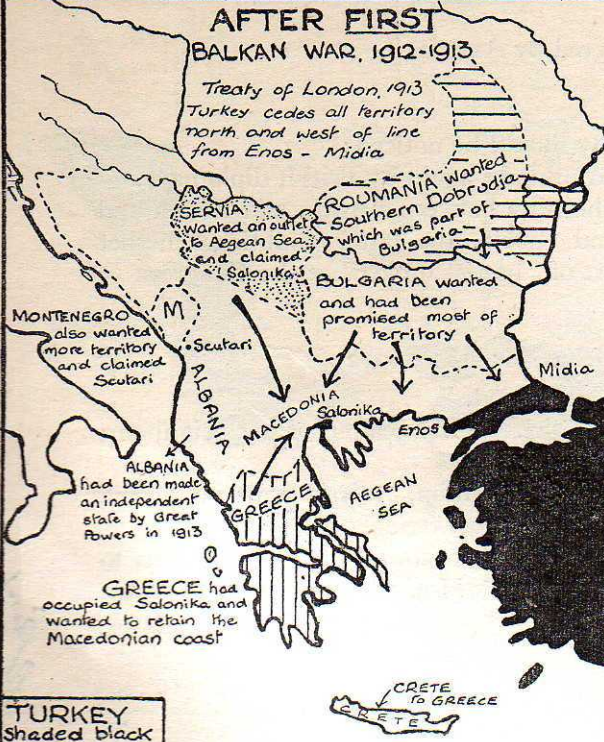 AFTER FIRST
BALKAN WAR, 1912-1913
Treaty of London, 1913
Turkey cedes all territory
north and west of line
from Enos - Midia
SERVIA
wanted an outlet
to Aegean Sea
and claimed
Salonika
ROUMANIA wanted
Southern Dobrudja
which was part of
Bulgaria
BULGARIA wanted
and had been
promised most of
territory
MONTENEGRO
also wanted
more territory
and claimed
Scutari
M
Scutari
ALBANIA
MACEDONIA
Salonika
Enos
Midia
ALBANIA
had been made
an independent
state by Great
Powers in 1913
GREECE
AEGEAN
SEA
GREECE had
occupied Salonika and
wanted to retain the
Macedonian coast
CRETE
to GREECE
CRETE
TURKEY
shaded black